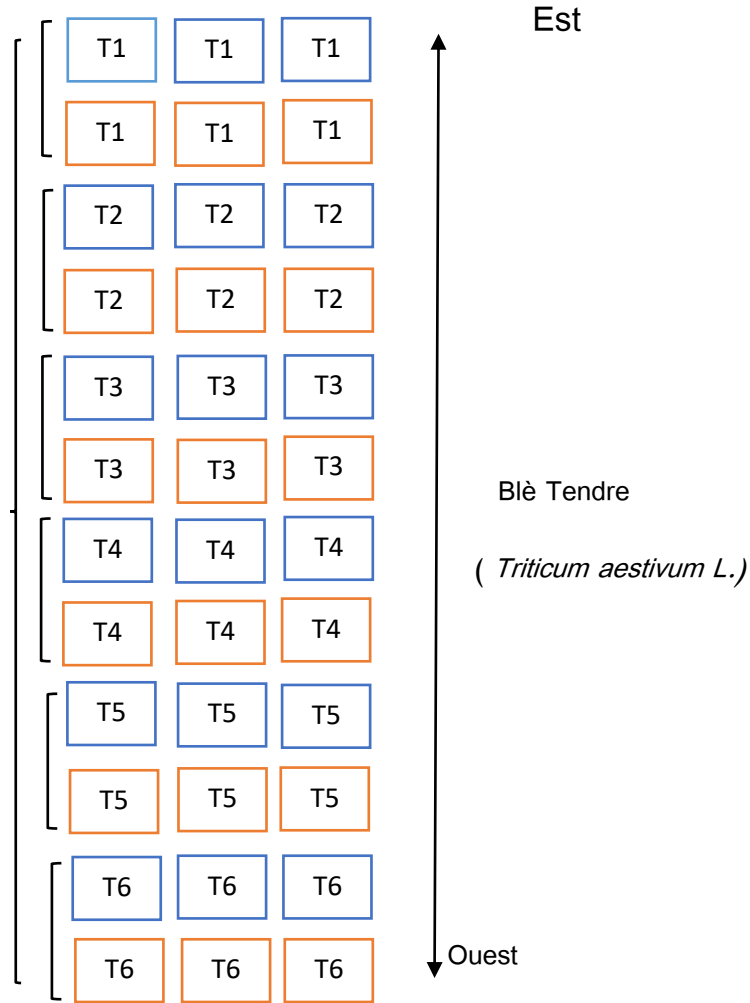 Est
T1 T1 T1
T1 T1 T1
T2 T2 T2
T2 T2 T2
T3 T3 T3
T3 T3 T3
Blè Tendre
T4 T4 T4
( Triticum aestivum L.)
T4 T4 T4
T5 T5 T5
T5 T5 T5
T6 T6 T6
Ouest
T6 T6 T6